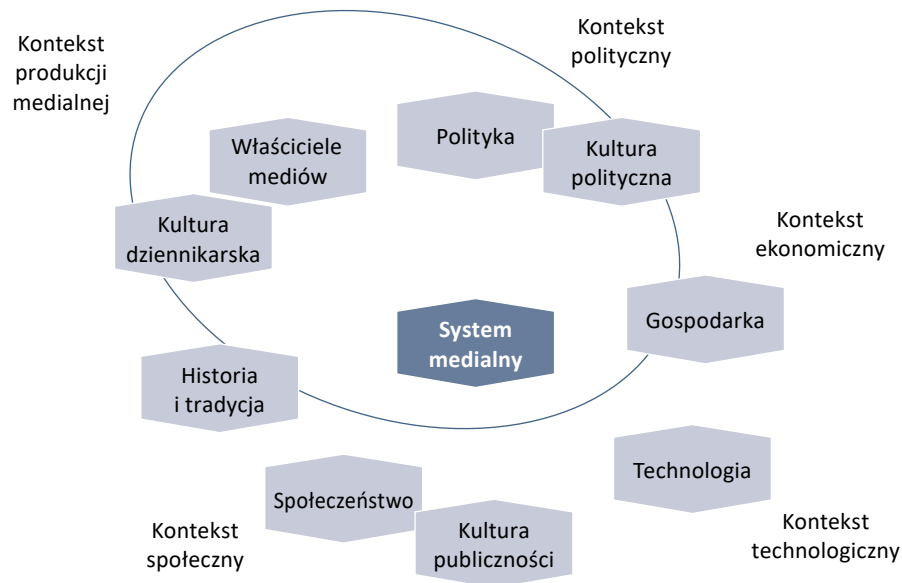 Kontekst
produkcji
medialnej
Kontekst
polityczny
Właściciele
mediów
Polityka
Kultura
polityczna
Kultura
dziennikarska
Kontekst
ekonomiczny
System
medialny
Gospodarka
Historia
i tradycja
Technologia
Społeczeństwo
Kultura
publiczności
Kontekst
społeczny
Kontekst
technologiczny